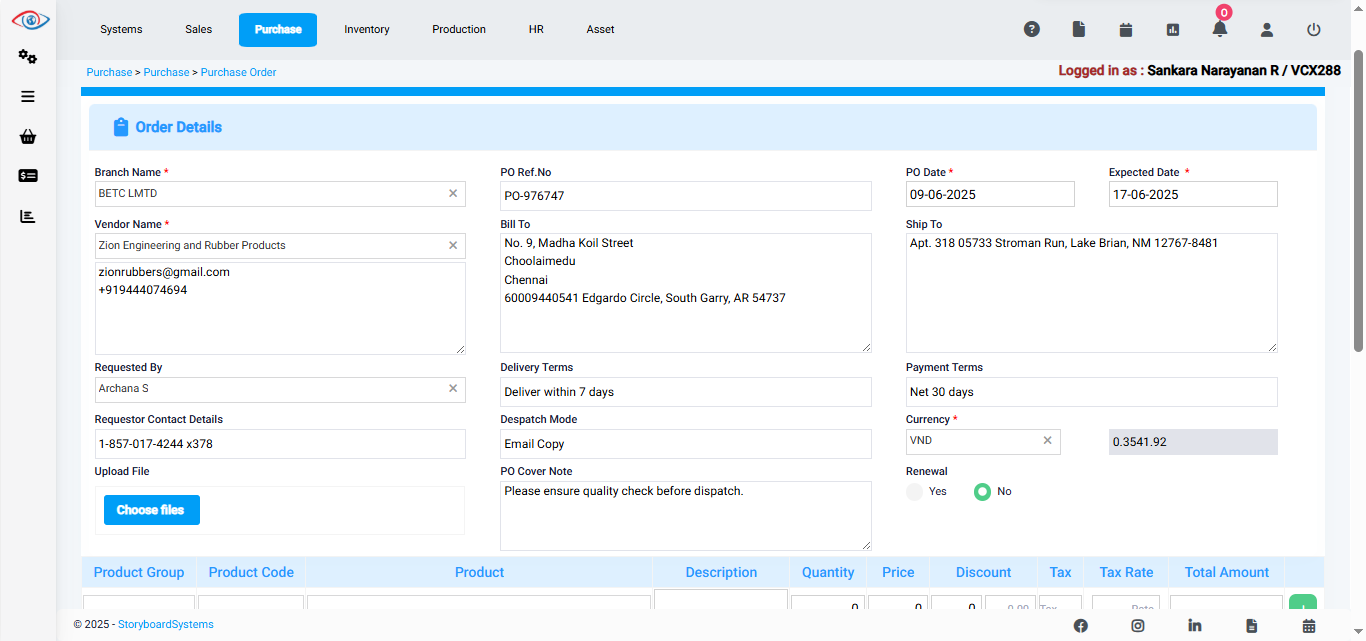 Systems Sales Purchase Inventory Production HR Asset 0
Purchase > Purchase > Purchase Order Logged in as : Sankara Narayanan R / VCX288
Order Details
Branch Name * PO Ref.No PO Date * Expected Date *
BETC LMTD × PO-976747 09-06-2025 17-06-2025
Vendor Name * Bill To Ship To
Zion Engineering and Rubber Products ×
zionrubbers@gmail.com
+919444074694
No. 9, Madha Koil Street
Choolaimedu
Chennai
60009440541 Edgardo Circle, South Garry, AR 54737
Apt. 318 05733 Stroman Run, Lake Brian, NM 12767-8481
Requested By Delivery Terms Payment Terms
Archana S × Deliver within 7 days Net 30 days
Requestor Contact Details Despatch Mode Currency *
1-857-017-4244 x378 Email Copy VND × 0.3541.92
Upload File PO Cover Note Renewal
Choose files Please ensure quality check before dispatch. Yes No
Product Group Product Code Product Description Quantity Price Discount Tax Tax Rate Total Amount
0 0 0 0.00 Tax Rate
© 2025 - StoryboardSystems